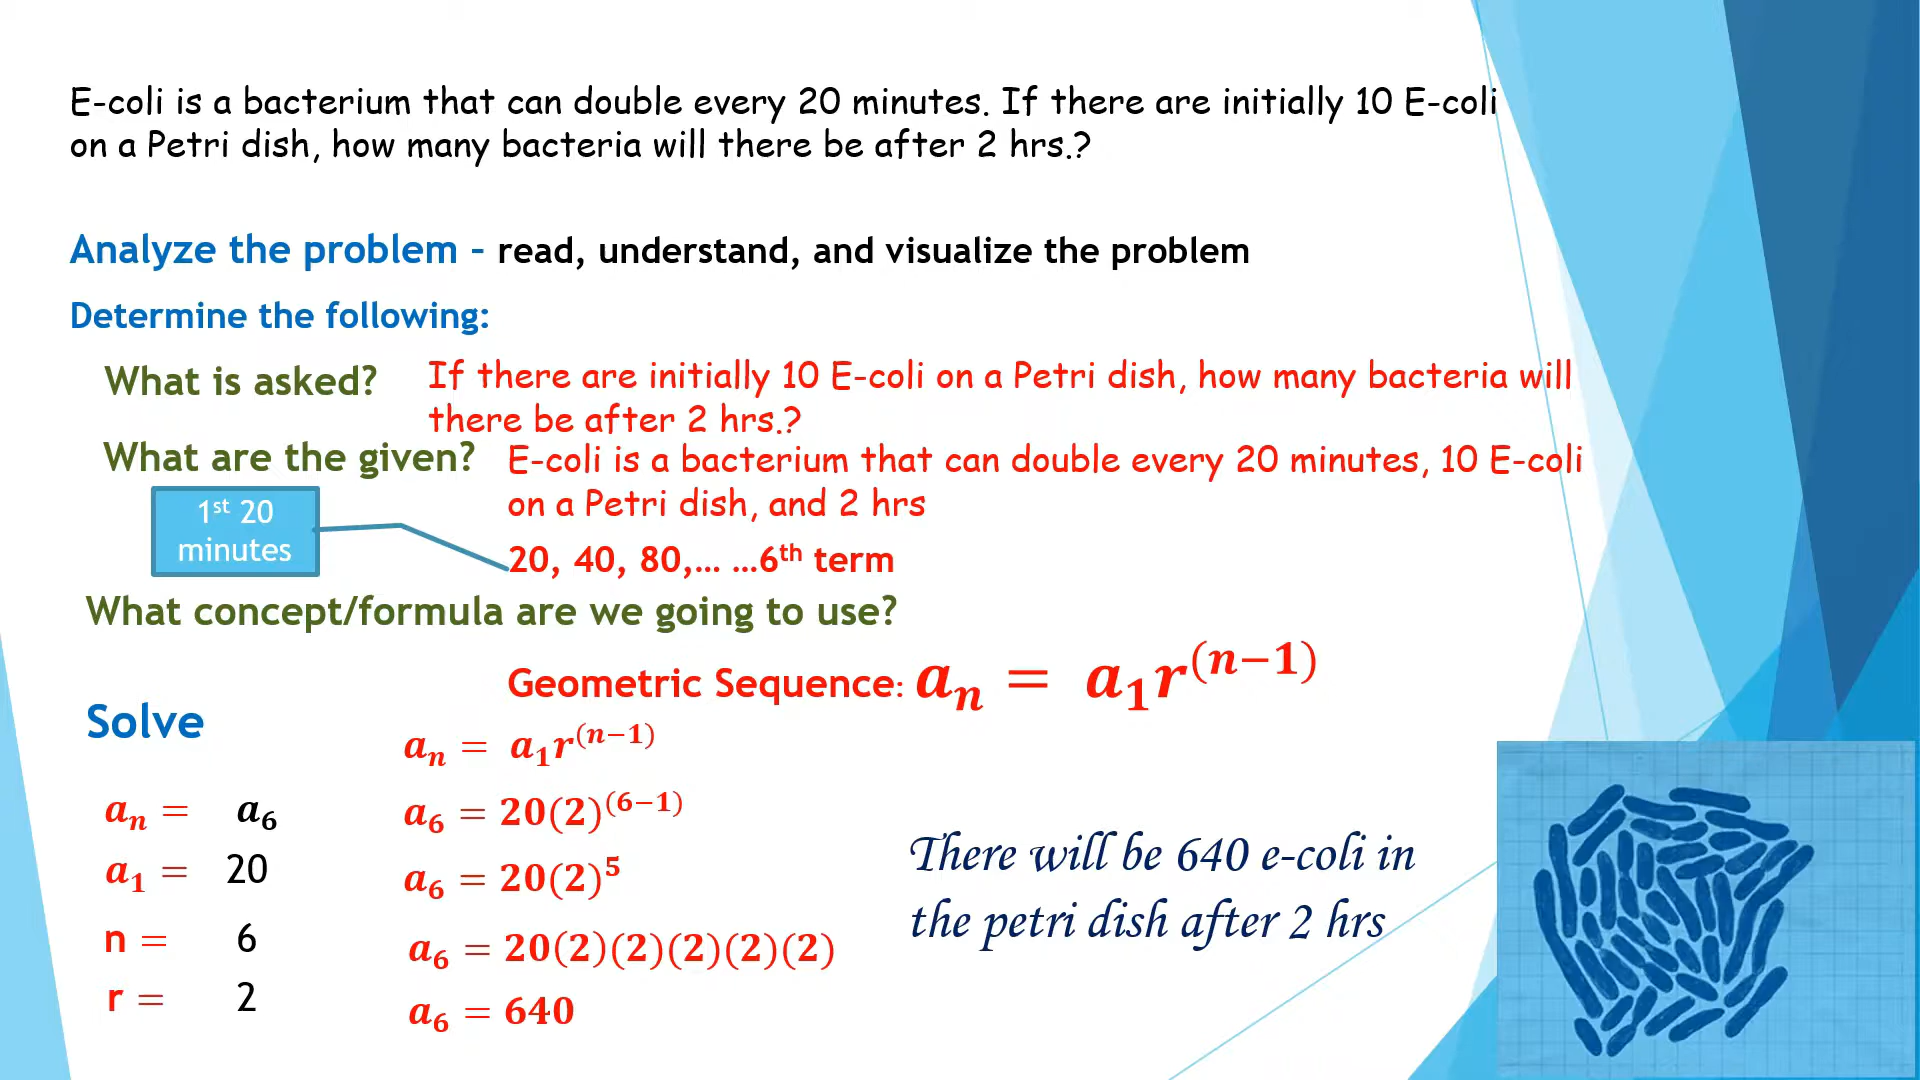 E-coli is a bacterium that can double every 20 minutes. If there are initially 10 E-coli
on a Petri dish, how many bacteria will there be after 2 hrs.?
Analyze the problem – read, understand, and visualize the problem
Determine the following:
What is asked? If there are initially 10 E-coli on a Petri dish, how many bacteria will
there be after 2 hrs.?
What are the given? E-coli is a bacterium that can double every 20 minutes, 10 E-coli
on a Petri dish, and 2 hrs
1st 20
minutes
20, 40, 80,… …6th term
What concept/formula are we going to use?
Geometric Sequence: aₙ = a₁r⁽ⁿ⁻¹⁾
Solve
aₙ = a₁r⁽ⁿ⁻¹⁾
aₙ = a₆
a₆ = 20(2)⁽⁶⁻¹⁾
a₁ = 20
a₆ = 20(2)⁵
n = 6
a₆ = 20(2)(2)(2)(2)(2)
r = 2
a₆ = 640
There will be 640 e-coli in
the petri dish after 2 hrs